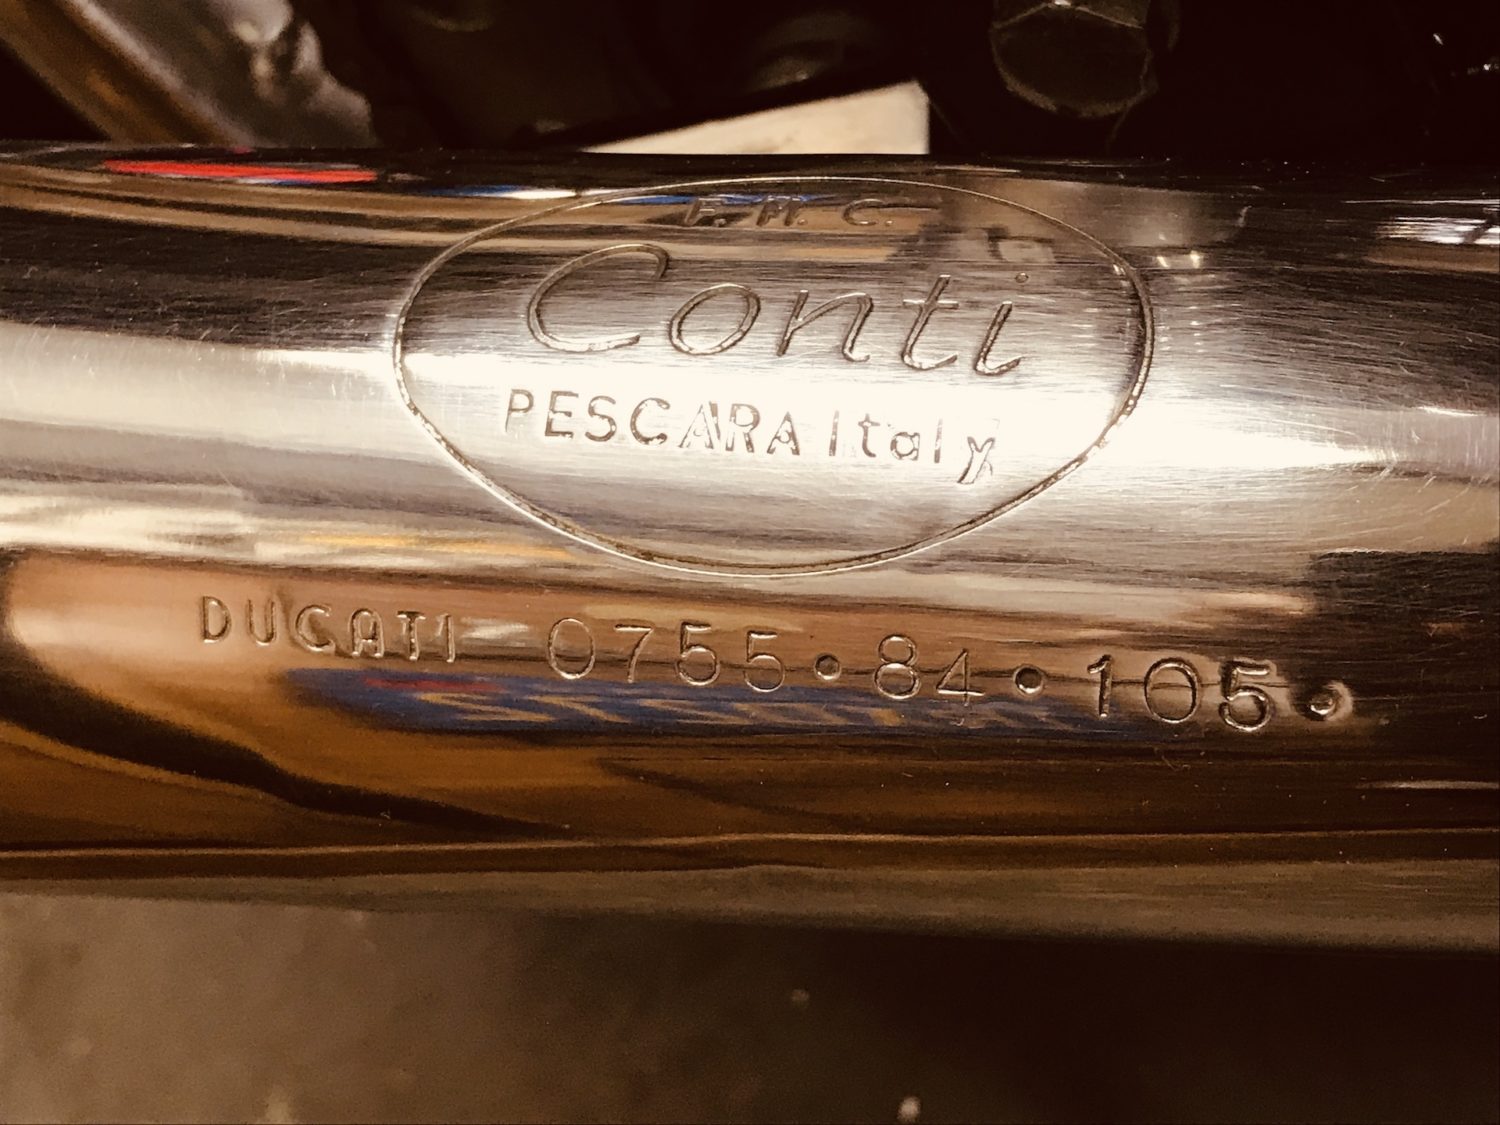 F.M.C.
Conti
PESCARA Italy
DUCATI 0755•84•105•